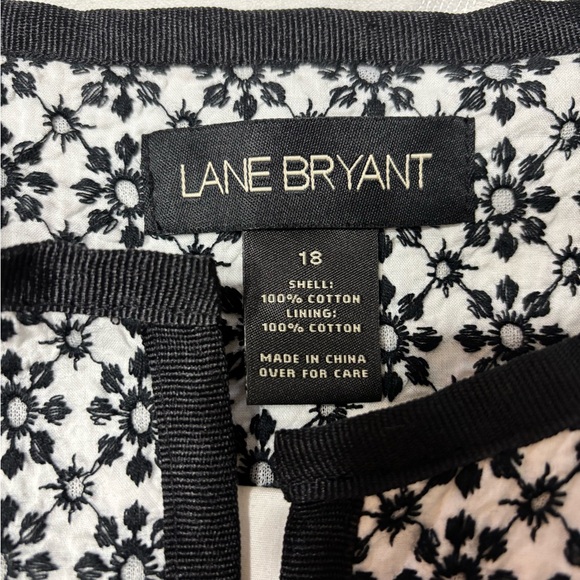 LANE BRYANT
18
SHELL:
100% COTTON
LINING:
100% COTTON
MADE IN CHINA
OVER FOR CARE